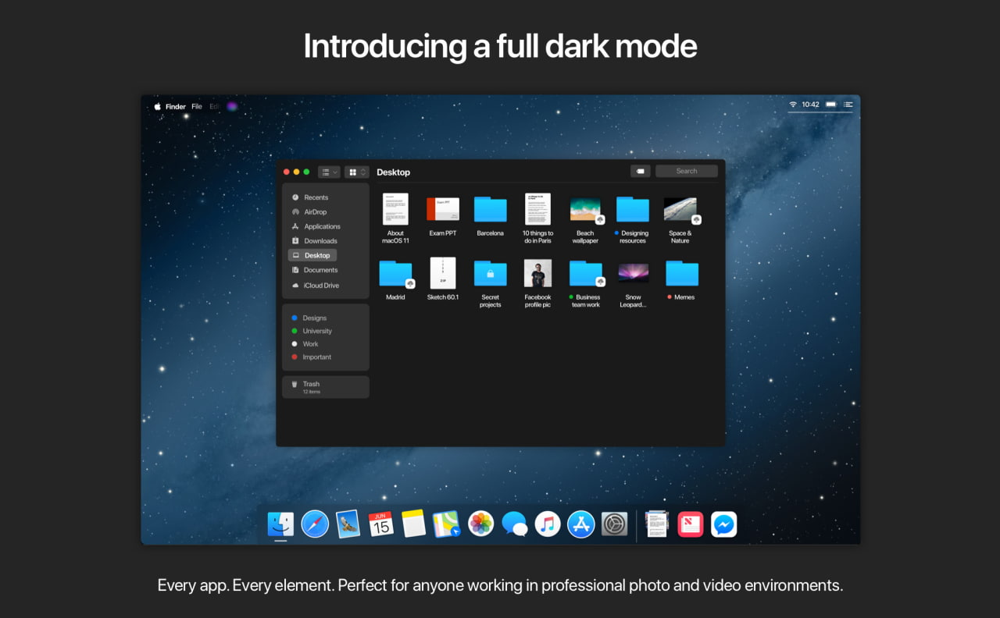 Introducing a full dark mode
Finder File Edit
10:42
Desktop
Search
Recents
AirDrop
Applications
Downloads
Desktop
Documents
iCloud Drive
Designs
University
Work
Important
Trash
12 items
About
macOS 11
Exam PPT
Barcelona
10 things to
do in Paris
Beach
wallpaper
Designing
resources
Space &
Nature
Madrid
ZIP
Sketch 60.1
Secret
projects
Facebook
profile pic
Business
team work
Snow
Leopard...
Memes
JUN
15
Every app. Every element. Perfect for anyone working in professional photo and video environments.